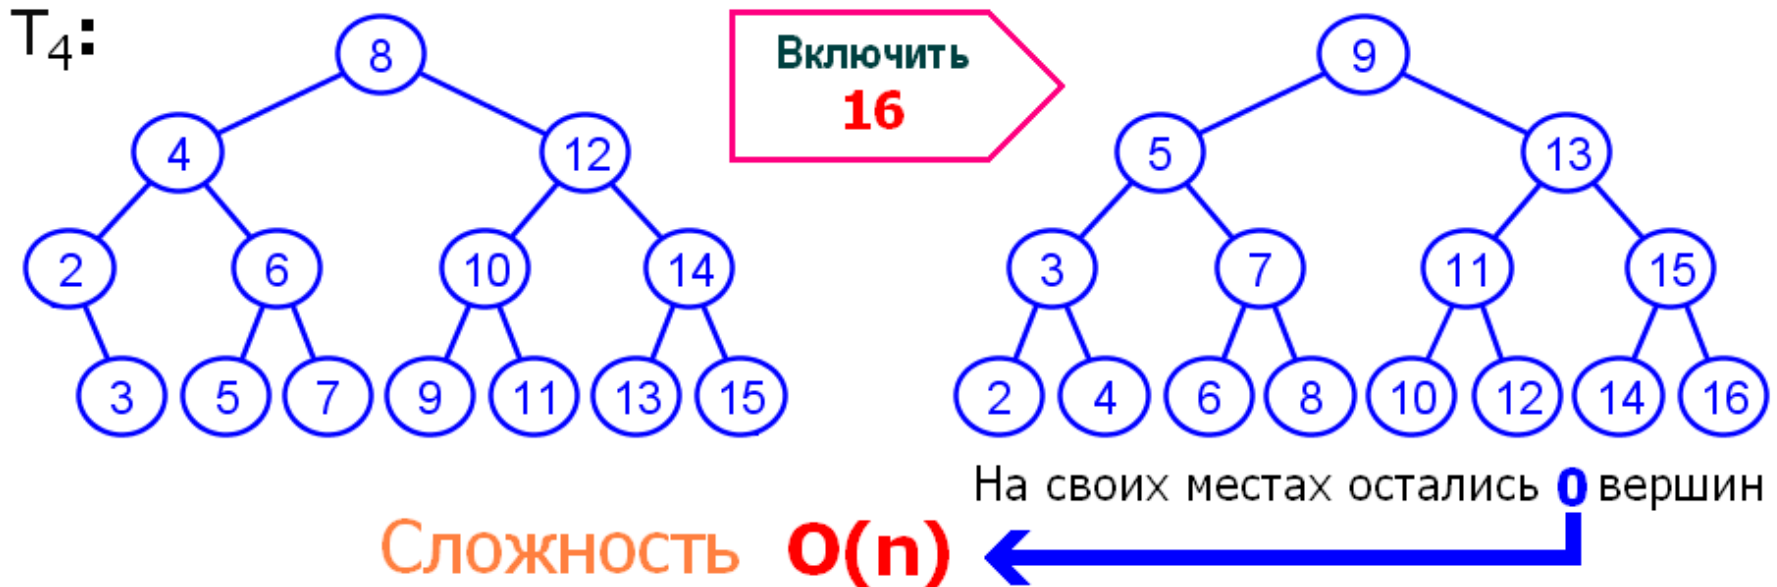 T4:
8
4 12
2 6 10 14
3 5 7 9 11 13 15
Включить
16
9
5 13
3 7 11 15
2 4 6 8 10 12 14 16
На своих местах остались 0 вершин
Сложность O(n)